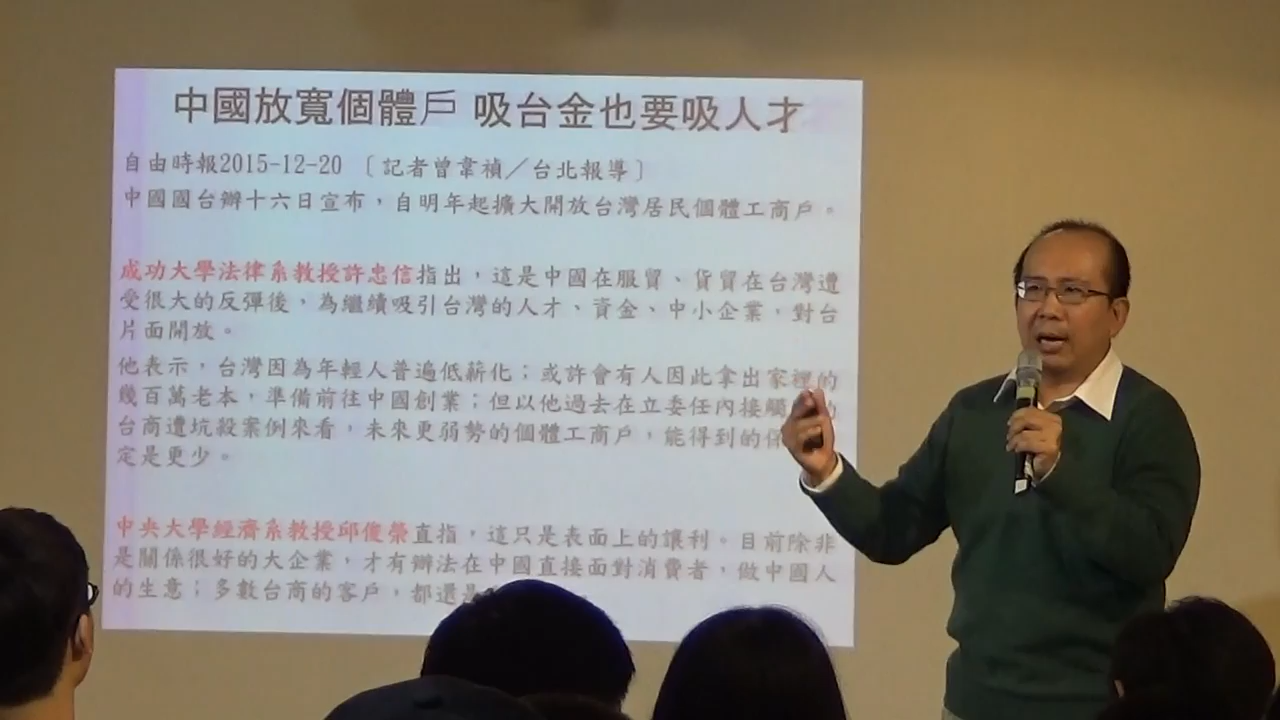 中國放寬個體戶 吸台金也要吸人才
自由時報2015-12-20 〔記者曾韋禎／台北報導〕
中國國台辦十六日宣布，自明年起擴大開放台灣居民個體工商戶。
成功大學法律系教授許忠信指出，這是中國在服貿、貨貿在台灣遭
受很大的反彈後，為繼續吸引台灣的人才、資金、中小企業，對台
片面開放。
他表示，台灣因為年輕人普遍低薪化；或許會有人因此拿出家裡的
幾百萬老本，準備前往中國創業；但以他過去在立委任內接觸
台商遭坑殺案例來看，未來更弱勢的個體工商戶，能得到的保
定是更少。
中央大學經濟系教授邱俊榮直指，這只是表面上的讓利。目前除非
是關係很好的大企業，才有辦法在中國直接面對消費者，做中國人
的生意；多數台商的客戶，都還是